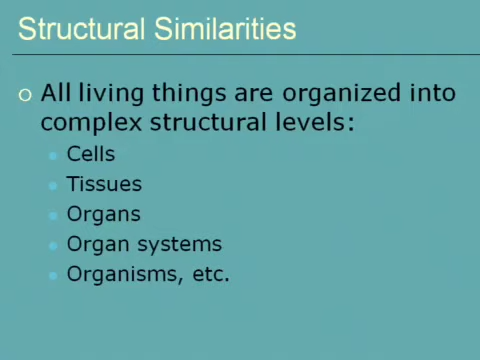 Structural Similarities
All living things are organized into
complex structural levels:
Cells
Tissues
Organs
Organ systems
Organisms, etc.